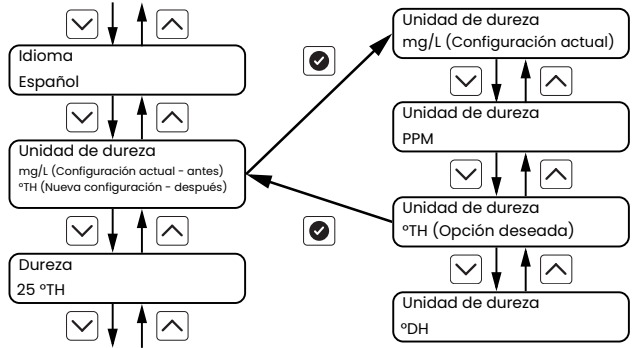 Idioma
Español
Unidad de dureza
mg/L (Configuración actual - antes)
°TH (Nueva configuración - después)
Dureza
25 °TH
Unidad de dureza
mg/L (Configuración actual)
Unidad de dureza
PPM
Unidad de dureza
°TH (Opción deseada)
Unidad de dureza
°DH